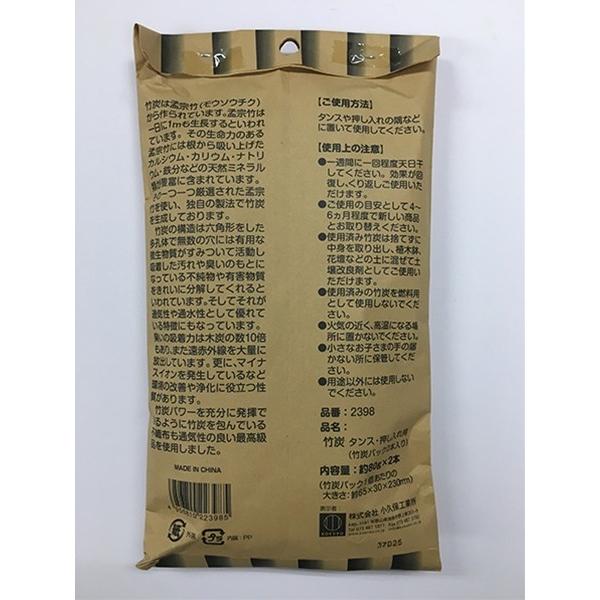 竹炭は孟宗竹(モウソウチク)
から作られています。孟宗竹は
一日に1mも生長するといわれ
ています。その生命力のある
孟宗竹には根から吸い上げた
カルシウム・カリウム・ナトリ
ウム・鉄分などの天然ミネラル
が豊富に含まれています。
その一つ一つ厳選された孟宗
竹を使い、独自の製法で竹炭
を生成しております。
竹炭の構造は六角形をした
多孔体で無数の穴には有用な
微生物質がすみついて活動し
吸着した汚れや臭いのもとに
なっている不純物や有害物質
をきれいに分解してくれると
いわれています。そしてそれが
通気性や通水性として優れて
いる特徴にもなっています。
臭いの吸着力は木炭の数10倍
もあり、また遠赤外線を大量に
放出しています。更に、マイナ
スイオンを発生しているなど
環境の改善や浄化に役立つ性
質があります。
竹炭パワーを充分に発揮で
きるように竹炭を包んでいる
不織布も通気性の良い最高級
品を使用しました。
MADE IN CHINA
外装:
内袋:PP
【ご使用方法】
タンスや押し入れの隅など
に置いて使用してください。
【使用上の注意】
●一週間に一回程度天日干
してください。効果が回
復し、くり返しご使用いた
だけます。
●ご使用の目安として4〜
6ヵ月程度で新しい商品
とお取り替えください。
●使用済み竹炭は捨てずに
中身を取り出し、植木鉢、
花壇などの土に混ぜて土
壌改良剤としてご使用い
ただけます。
●使用済みの竹炭を燃料用
として使わないでください。
●火気の近く、高温になる場
所に置かないでください。
●小さなお子さまの手の届
かない所に保管してくだ
さい。
●用途以外には使用しない
でください。
品番:2398
品名:
竹炭 タンス・押し入れ用
(竹炭パック2本入り)
内容量:約80g×2本
(竹炭パック1個あたりの
大きさ:約65×30×230mm)
発売者:
KOKUBO
株式会社 小久保工業所
37025